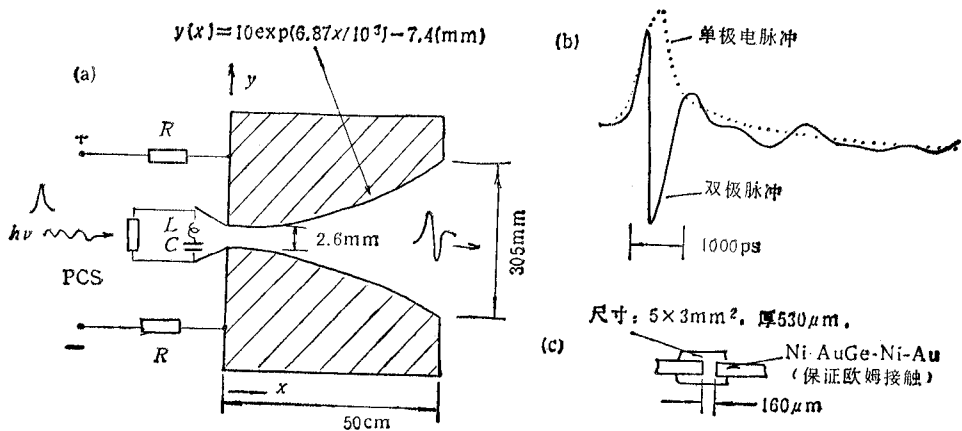 y(x)=10exp(6.87x/10³)-7.4(mm)
(a)
y
R
+
L
C
hν
PCS
2.6mm
305mm
R
−
x
50cm
(b)
单极电脉冲
双极脉冲
1000ps
尺寸：5×3mm²，厚530μm．
(c)
Ni·AuGe-Ni-Au
（保证欧姆接触）
160μm